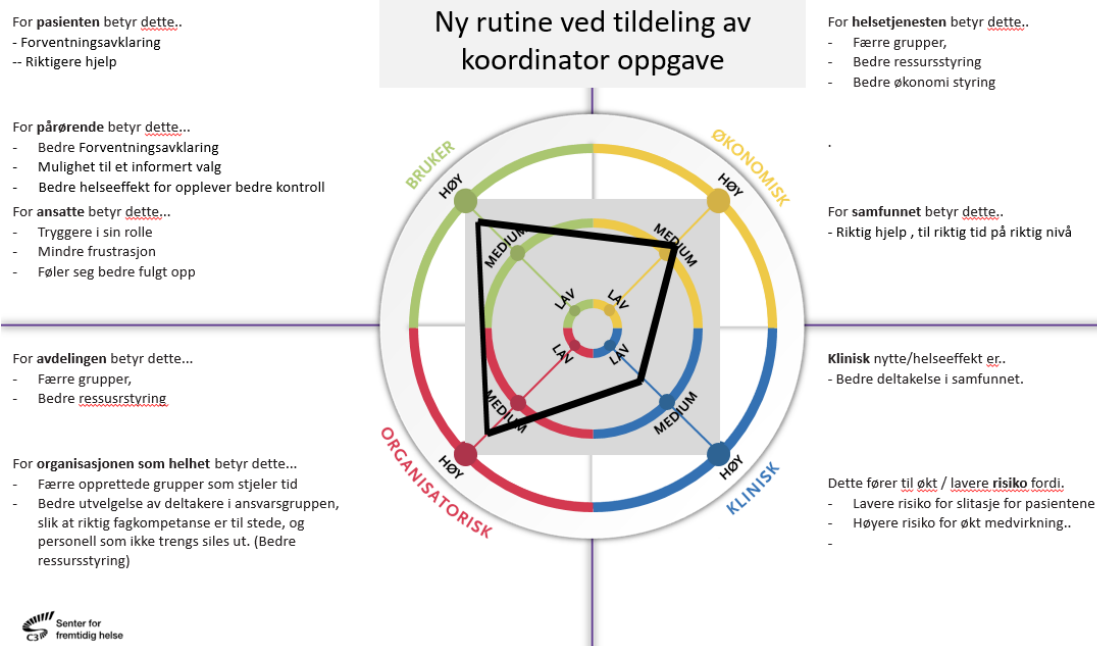 Ny rutine ved tildeling av
koordinator oppgave
For pasienten betyr dette..
- Forventningsavklaring
-- Riktigere hjelp
For pårørende betyr dette...
- Bedre Forventningsavklaring
- Mulighet til et informert valg
- Bedre helseeffekt for opplever bedre kontroll
For ansatte betyr dette...
- Tryggere i sin rolle
- Mindre frustrasjon
- Føler seg bedre fulgt opp
For avdelingen betyr dette...
- Færre grupper,
- Bedre ressusrstyring
For organisasjonen som helhet betyr dette...
- Færre opprettede grupper som stjeler tid
- Bedre utvelgelse av deltakere i ansvarsgruppen,
slik at riktig fagkompetanse er til stede, og
personell som ikke trengs siles ut. (Bedre
ressursstyring)
C3
Senter for
fremtidig helse
BRUKER
HØY
MEDIUM
LAV
ØKONOMISK
HØY
MEDIUM
LAV
ORGANISATORISK
LAV
MEDIUM
HØY
KLINISK
LAV
MEDIUM
HØY
For helsetjenesten betyr dette..
- Færre grupper,
- Bedre ressursstyring
- Bedre økonomi styring
.
For samfunnet betyr dette..
- Riktig hjelp , til riktig tid på riktig nivå
Klinisk nytte/helseeffekt er..
- Bedre deltakelse i samfunnet.
Dette fører til økt / lavere risiko fordi.
- Lavere risiko for slitasje for pasientene
- Høyere risiko for økt medvirkning..
-